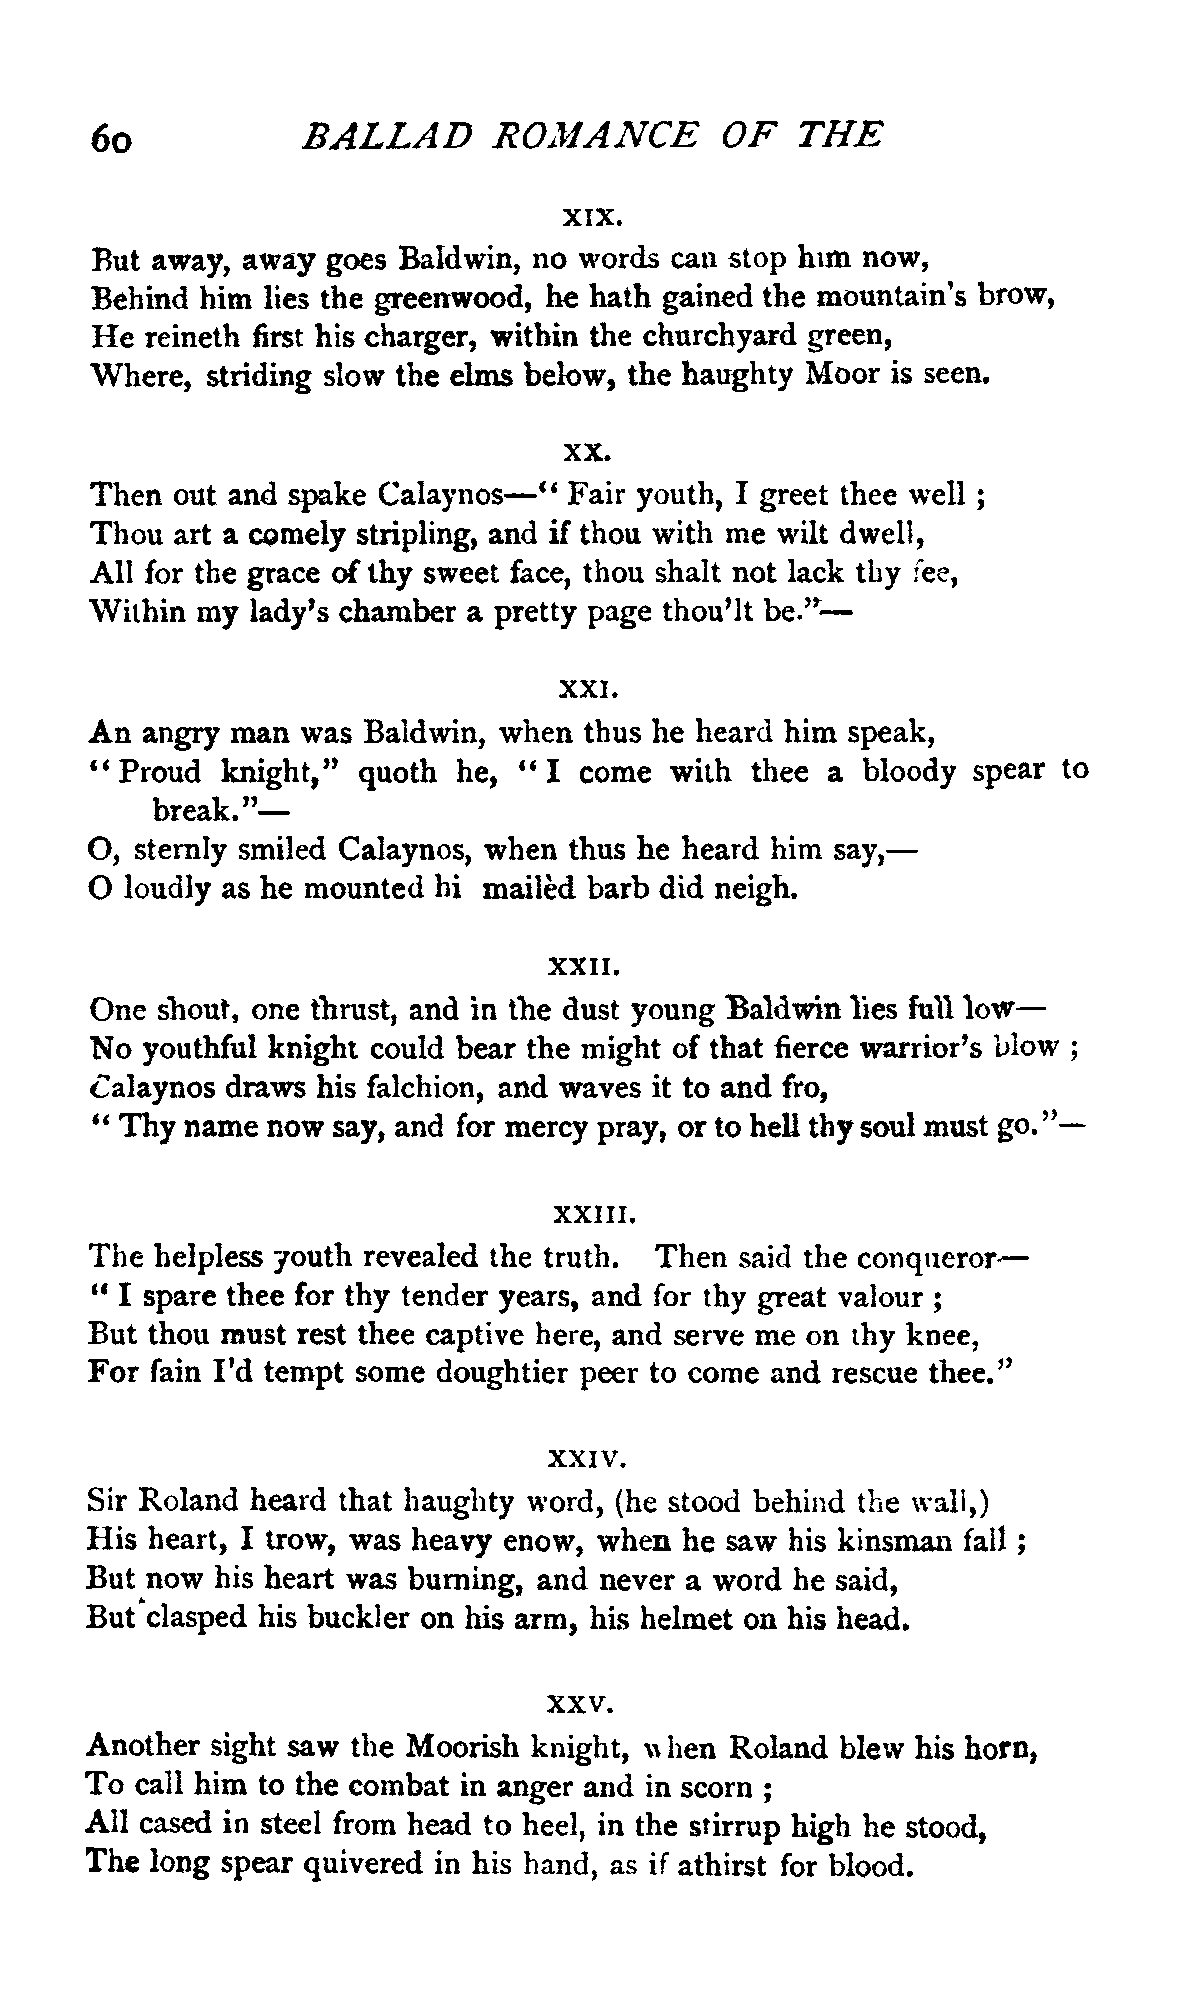 60 BALLAD ROMANCE OF THE
XIX.
But away, away goes Baldwin, no words can stop him now,
Behind him lies the greenwood, he hath gained the mountain's brow,
He reineth first his charger, within the churchyard green,
Where, striding slow the elms below, the haughty Moor is seen.
XX.
Then out and spake Calaynos—“ Fair youth, I greet thee well ;
Thou art a comely stripling, and if thou with me wilt dwell,
All for the grace of thy sweet face, thou shalt not lack thy fee,
Within my lady's chamber a pretty page thou'lt be.”—
XXI.
An angry man was Baldwin, when thus he heard him speak,
“ Proud knight,” quoth he, “ I come with thee a bloody spear to
break.”—
O, sternly smiled Calaynos, when thus he heard him say,—
O loudly as he mounted hi mailèd barb did neigh.
XXII.
One shout, one thrust, and in the dust young Baldwin lies full low—
No youthful knight could bear the might of that fierce warrior's blow ;
Calaynos draws his falchion, and waves it to and fro,
“ Thy name now say, and for mercy pray, or to hell thy soul must go.”—
XXIII.
The helpless youth revealed the truth. Then said the conqueror—
“ I spare thee for thy tender years, and for thy great valour ;
But thou must rest thee captive here, and serve me on thy knee,
For fain I'd tempt some doughtier peer to come and rescue thee.”
XXIV.
Sir Roland heard that haughty word, (he stood behind the wall,)
His heart, I trow, was heavy enow, when he saw his kinsman fall ;
But now his heart was burning, and never a word he said,
But clasped his buckler on his arm, his helmet on his head.
XXV.
Another sight saw the Moorish knight, when Roland blew his horn,
To call him to the combat in anger and in scorn ;
All cased in steel from head to heel, in the stirrup high he stood,
The long spear quivered in his hand, as if athirst for blood.